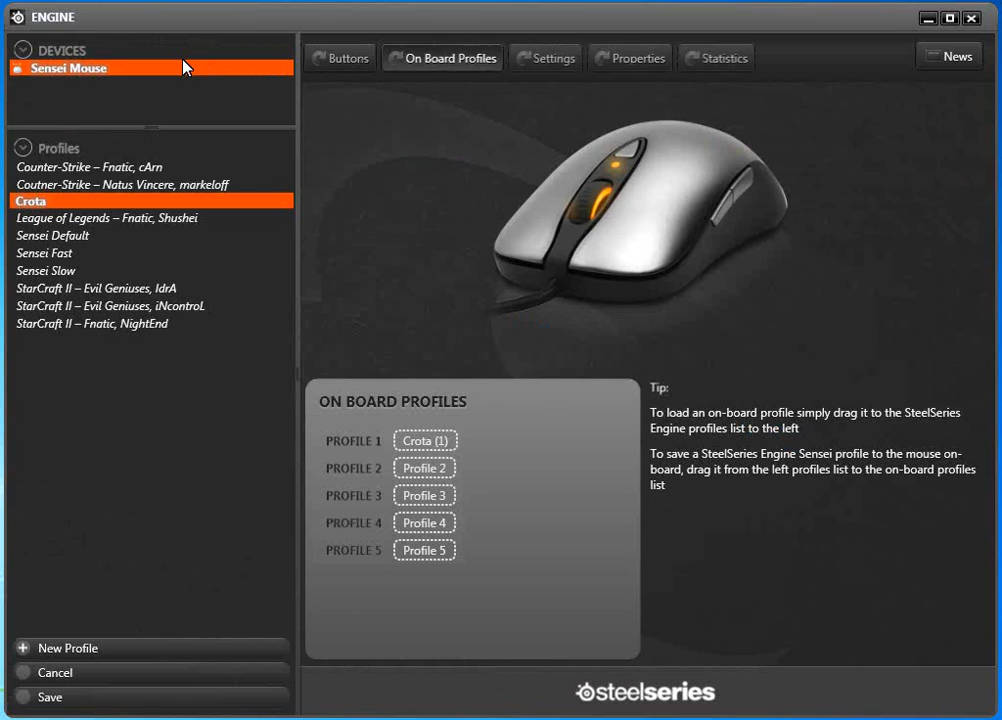 ENGINE
DEVICES
Sensei Mouse
Profiles
Counter-Strike – Fnatic, cArn
Coutner-Strike – Natus Vincere, markeloff
Crota
League of Legends – Fnatic, Shushei
Sensei Default
Sensei Fast
Sensei Slow
StarCraft II – Evil Geniuses, IdrA
StarCraft II – Evil Geniuses, iNcontroL
StarCraft II – Fnatic, NightEnd
New Profile
Cancel
Save
Buttons
On Board Profiles
Settings
Properties
Statistics
News
ON BOARD PROFILES
PROFILE 1 Crota (1)
PROFILE 2 Profile 2
PROFILE 3 Profile 3
PROFILE 4 Profile 4
PROFILE 5 Profile 5
Tip:
To load an on-board profile simply drag it to the SteelSeries
Engine profiles list to the left
To save a SteelSeries Engine Sensei profile to the mouse on-
board, drag it from the left profiles list to the on-board profiles
list
steelseries